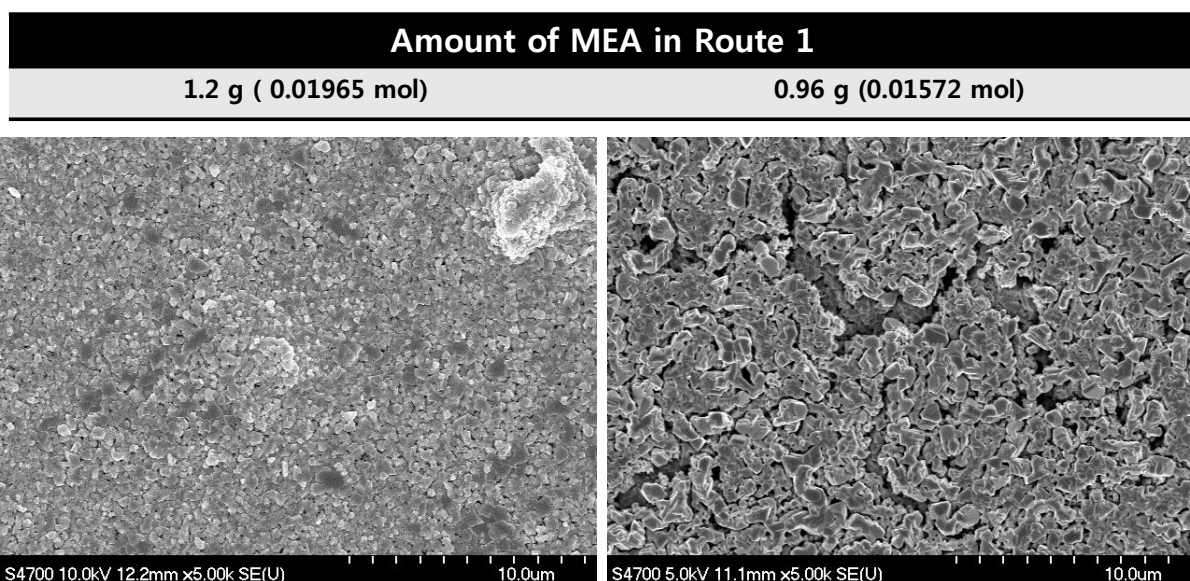 Amount of MEA in Route 1
1.2 g ( 0.01965 mol)
0.96 g (0.01572 mol)
S4700 10.0kV 12.2mm x5.00k SE(U)
10.0um
S4700 5.0kV 11.1mm x5.00k SE(U)
10.0um